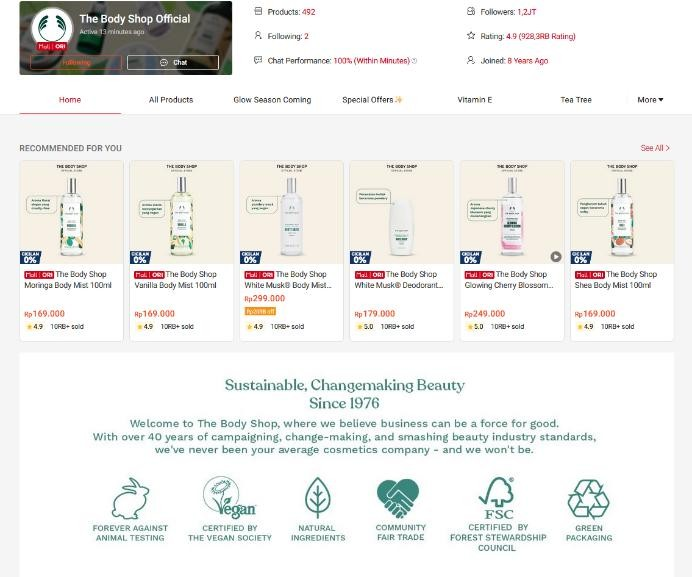 The Body Shop Official
Active 13 minutes ago
Mall | ORI
Following
Chat
Products: 492
Following: 2
Chat Performance: 100% (Within Minutes)
Followers: 1,2JT
Rating: 4.9 (928,3RB Rating)
Joined: 8 Years Ago
Home
All Products
Glow Season Coming
Special Offers✨
Vitamin E
Tea Tree
More
RECOMMENDED FOR YOU
See All >
THE BODY SHOP
CICILAN
0%
Mall | ORI The Body Shop
Moringa Body Mist 100ml
Rp169.000
4.9 10RB+ sold
THE BODY SHOP
CICILAN
0%
Mall | ORI The Body Shop
Vanilla Body Mist 100ml
Rp169.000
4.9 10RB+ sold
THE BODY SHOP
CICILAN
0%
Mall | ORI The Body Shop
White Musk® Body Mist...
Rp299.000
4.9 10RB+ sold
THE BODY SHOP
CICILAN
0%
Mall | ORI The Body Shop
White Musk® Deodorant...
Rp179.000
5.0 10RB+ sold
THE BODY SHOP
CICILAN
0%
Mall | ORI The Body Shop
Glowing Cherry Blossom...
Rp249.000
5.0 10RB+ sold
THE BODY SHOP
CICILAN
0%
Mall | ORI The Body Shop
Shea Body Mist 100ml
Rp169.000
4.9 10RB+ sold
Sustainable, Changemaking Beauty
Since 1976
Welcome to The Body Shop, where we believe business can be a force for good.
With over 40 years of campaigning, change-making, and smashing beauty industry standards,
we've never been your average cosmetics company - and we won't be.
FOREVER AGAINST
ANIMAL TESTING
Vegan
CERTIFIED BY
THE VEGAN SOCIETY
NATURAL
INGREDIENTS
COMMUNITY
FAIR TRADE
FSC
CERTIFIED BY
FOREST STEWARDSHIP
COUNCIL
GREEN
PACKAGING